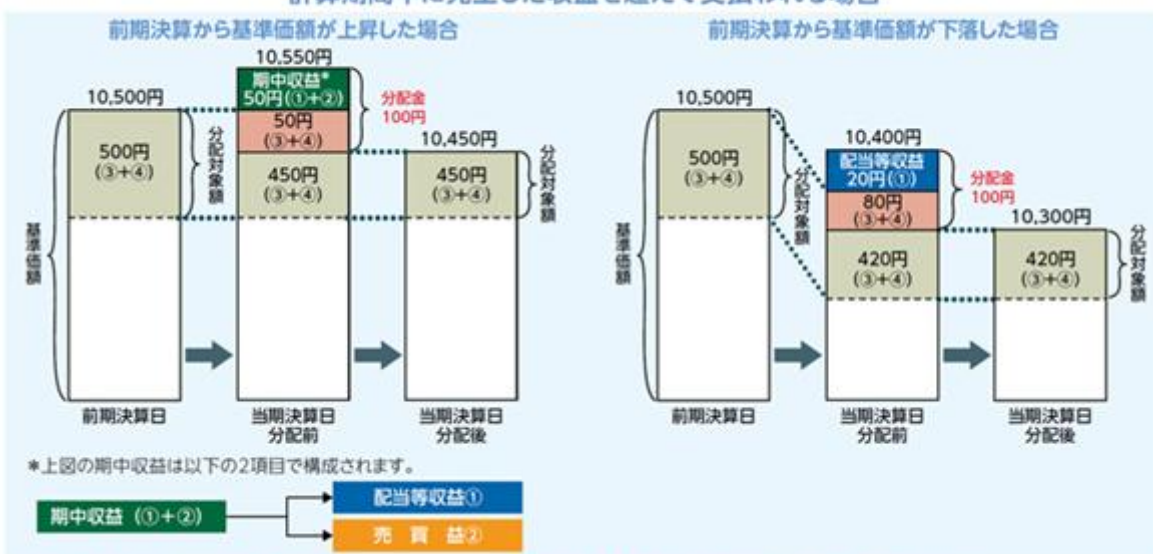 前期決算から基準価額が上昇した場合
10,550円
期中収益*
50円(①+②)
10,500円
50円
(③+④)
分配金
100円
10,450円
500円
(③+④)
分配対象額
450円
(③+④)
450円
(③+④)
分配対象額
基準価額
前期決算日
当期決算日
分配前
当期決算日
分配後
前期決算から基準価額が下落した場合
10,500円
10,400円
500円
(③+④)
分配対象額
配当等収益
20円(①)
80円
(③+④)
分配金
100円
10,300円
420円
(③+④)
420円
(③+④)
分配対象額
基準価額
前期決算日
当期決算日
分配前
当期決算日
分配後
*上図の期中収益は以下の2項目で構成されます。
期中収益(①+②)
配当等収益①
売買益②